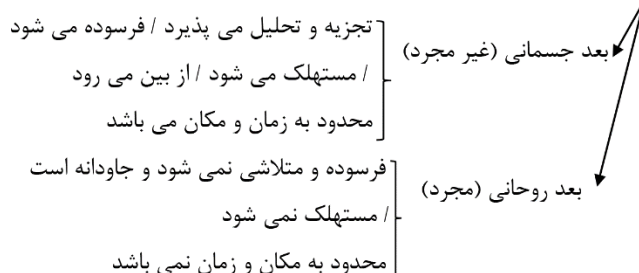 بعد جسمانی (غیر مجرد)
تجزیه و تحلیل می پذیرد / فرسوده می شود
/ مستهلک می شود / از بین می رود
محدود به زمان و مکان می باشد
بعد روحانی (مجرد)
فرسوده و متلاشی نمی شود و جاودانه است
/ مستهلک نمی شود
محدود به مکان و زمان نمی باشد